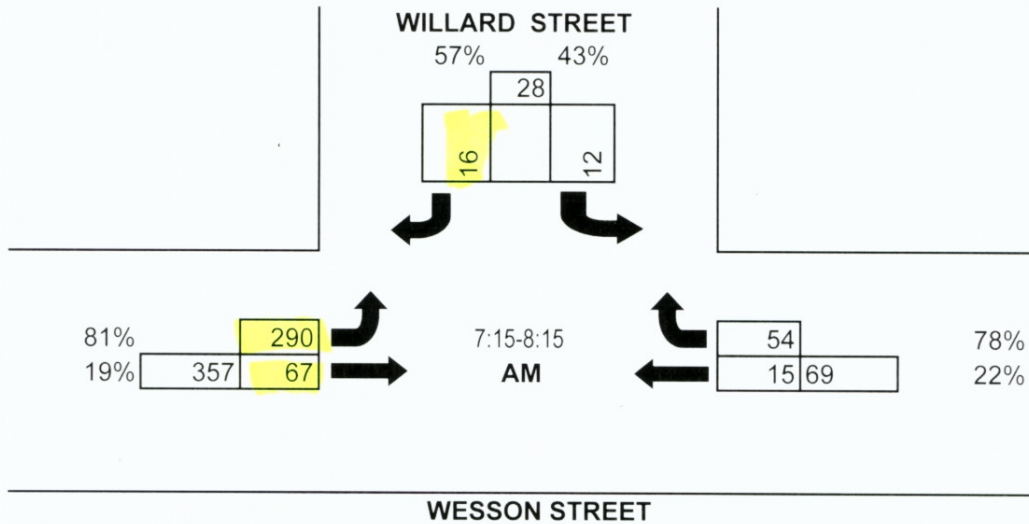 WILLARD STREET
57% 43%
28
16 12
81% 290 7:15-8:15 54 78%
19% 357 67 AM 15 69 22%
WESSON STREET